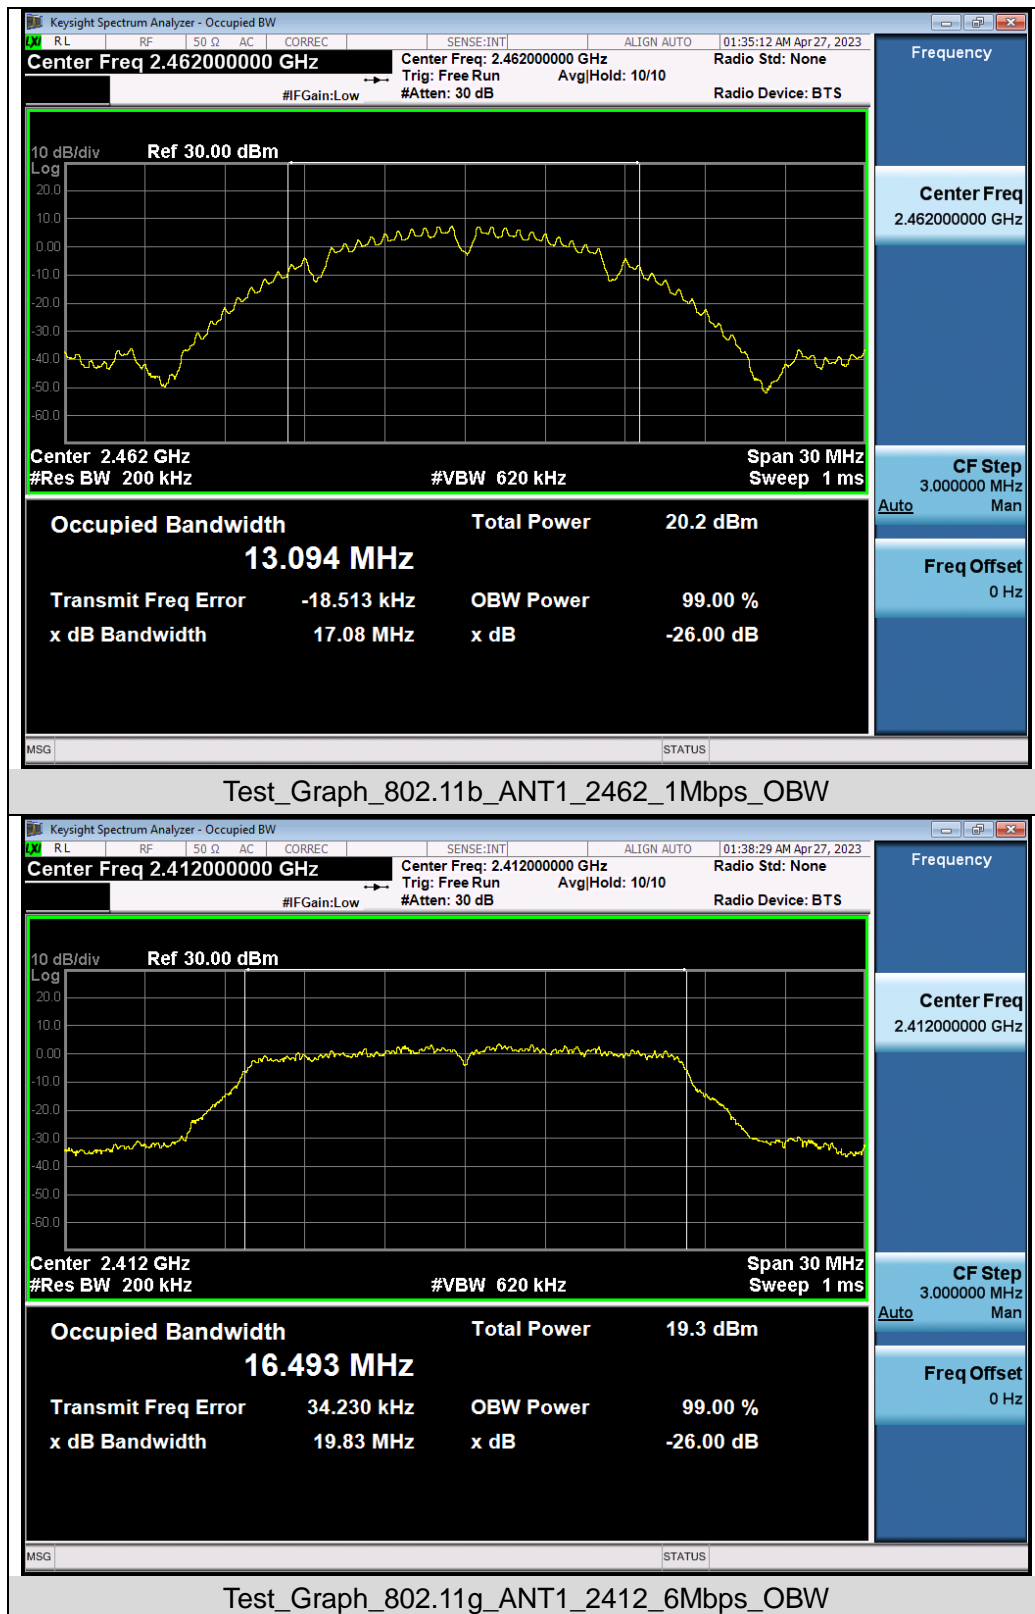 Keysight Spectrum Analyzer - Occupied BW
LXI RL RF 50 Ω AC CORREC SENSE:INT ALIGN AUTO 01:35:12 AM Apr 27, 2023
Center Freq 2.462000000 GHz
Center Freq: 2.462000000 GHz
Radio Std: None
Trig: Free Run Avg|Hold: 10/10
#IFGain:Low
#Atten: 30 dB
Radio Device: BTS
Frequency
10 dB/div Ref 30.00 dBm
Log
20.0
10.0
0.00
-10.0
-20.0
-30.0
-40.0
-50.0
-60.0
Center Freq
2.462000000 GHz
Center 2.462 GHz Span 30 MHz
#Res BW 200 kHz #VBW 620 kHz Sweep 1 ms
CF Step
3.000000 MHz
Auto Man
Occupied Bandwidth Total Power 20.2 dBm
13.094 MHz
Transmit Freq Error -18.513 kHz OBW Power 99.00 %
x dB Bandwidth 17.08 MHz x dB -26.00 dB
Freq Offset
0 Hz
MSG STATUS
Test_Graph_802.11b_ANT1_2462_1Mbps_OBW
Keysight Spectrum Analyzer - Occupied BW
LXI RL RF 50 Ω AC CORREC SENSE:INT ALIGN AUTO 01:38:29 AM Apr 27, 2023
Center Freq 2.412000000 GHz
Center Freq: 2.412000000 GHz
Radio Std: None
Trig: Free Run Avg|Hold: 10/10
#IFGain:Low
#Atten: 30 dB
Radio Device: BTS
Frequency
10 dB/div Ref 30.00 dBm
Log
20.0
10.0
0.00
-10.0
-20.0
-30.0
-40.0
-50.0
-60.0
Center Freq
2.412000000 GHz
Center 2.412 GHz Span 30 MHz
#Res BW 200 kHz #VBW 620 kHz Sweep 1 ms
CF Step
3.000000 MHz
Auto Man
Occupied Bandwidth Total Power 19.3 dBm
16.493 MHz
Transmit Freq Error 34.230 kHz OBW Power 99.00 %
x dB Bandwidth 19.83 MHz x dB -26.00 dB
Freq Offset
0 Hz
MSG STATUS
Test_Graph_802.11g_ANT1_2412_6Mbps_OBW